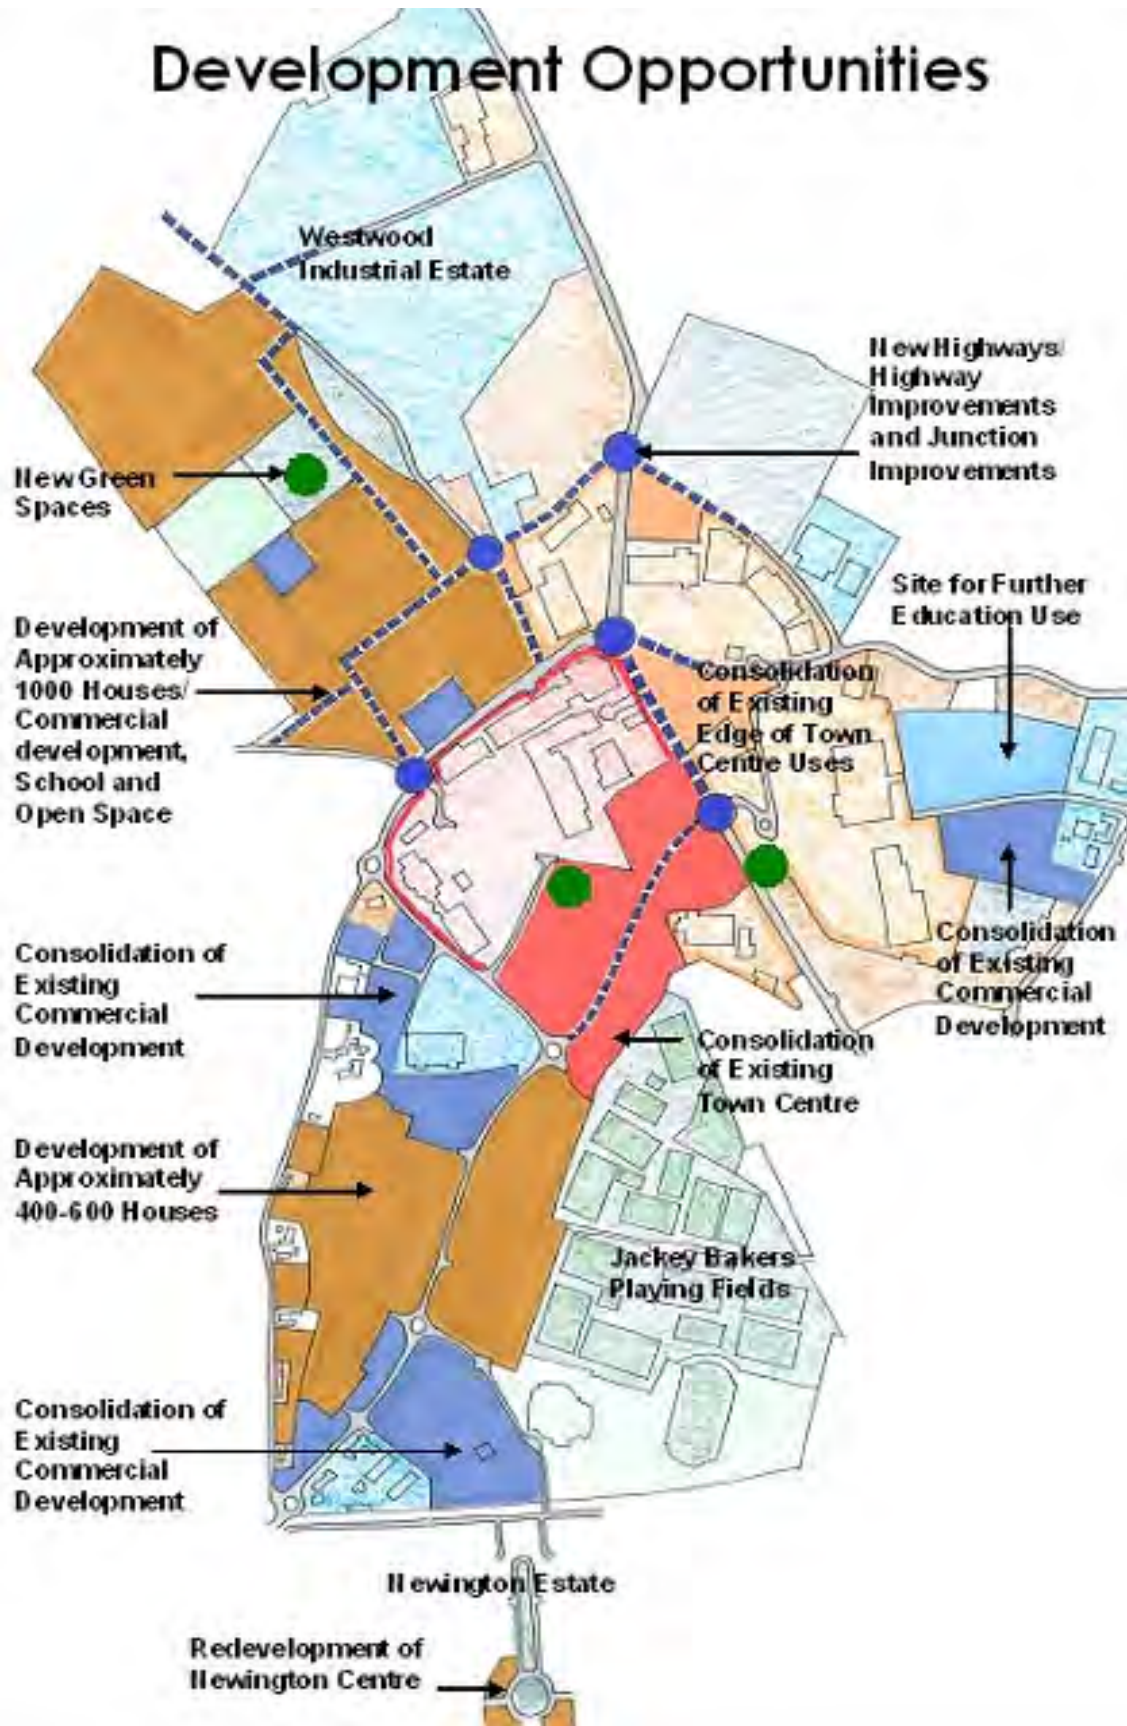 Development Opportunities
Westwood
Industrial Estate
New Highways/
Highway
Improvements
and Junction
Improvements
New Green
Spaces
Site for Further
Education Use
Development of
Approximately
1000 Houses/
Commercial
development,
School and
Open Space
Consolidation
of Existing
Edge of Town
Centre Uses
Consolidation of
Existing
Commercial
Development
Consolidation
of Existing
Commercial
Development
Consolidation
of Existing
Town Centre
Development of
Approximately
400-600 Houses
Jackey Bakers
Playing Fields
Consolidation of
Existing
Commercial
Development
Newington Estate
Redevelopment of
Newington Centre